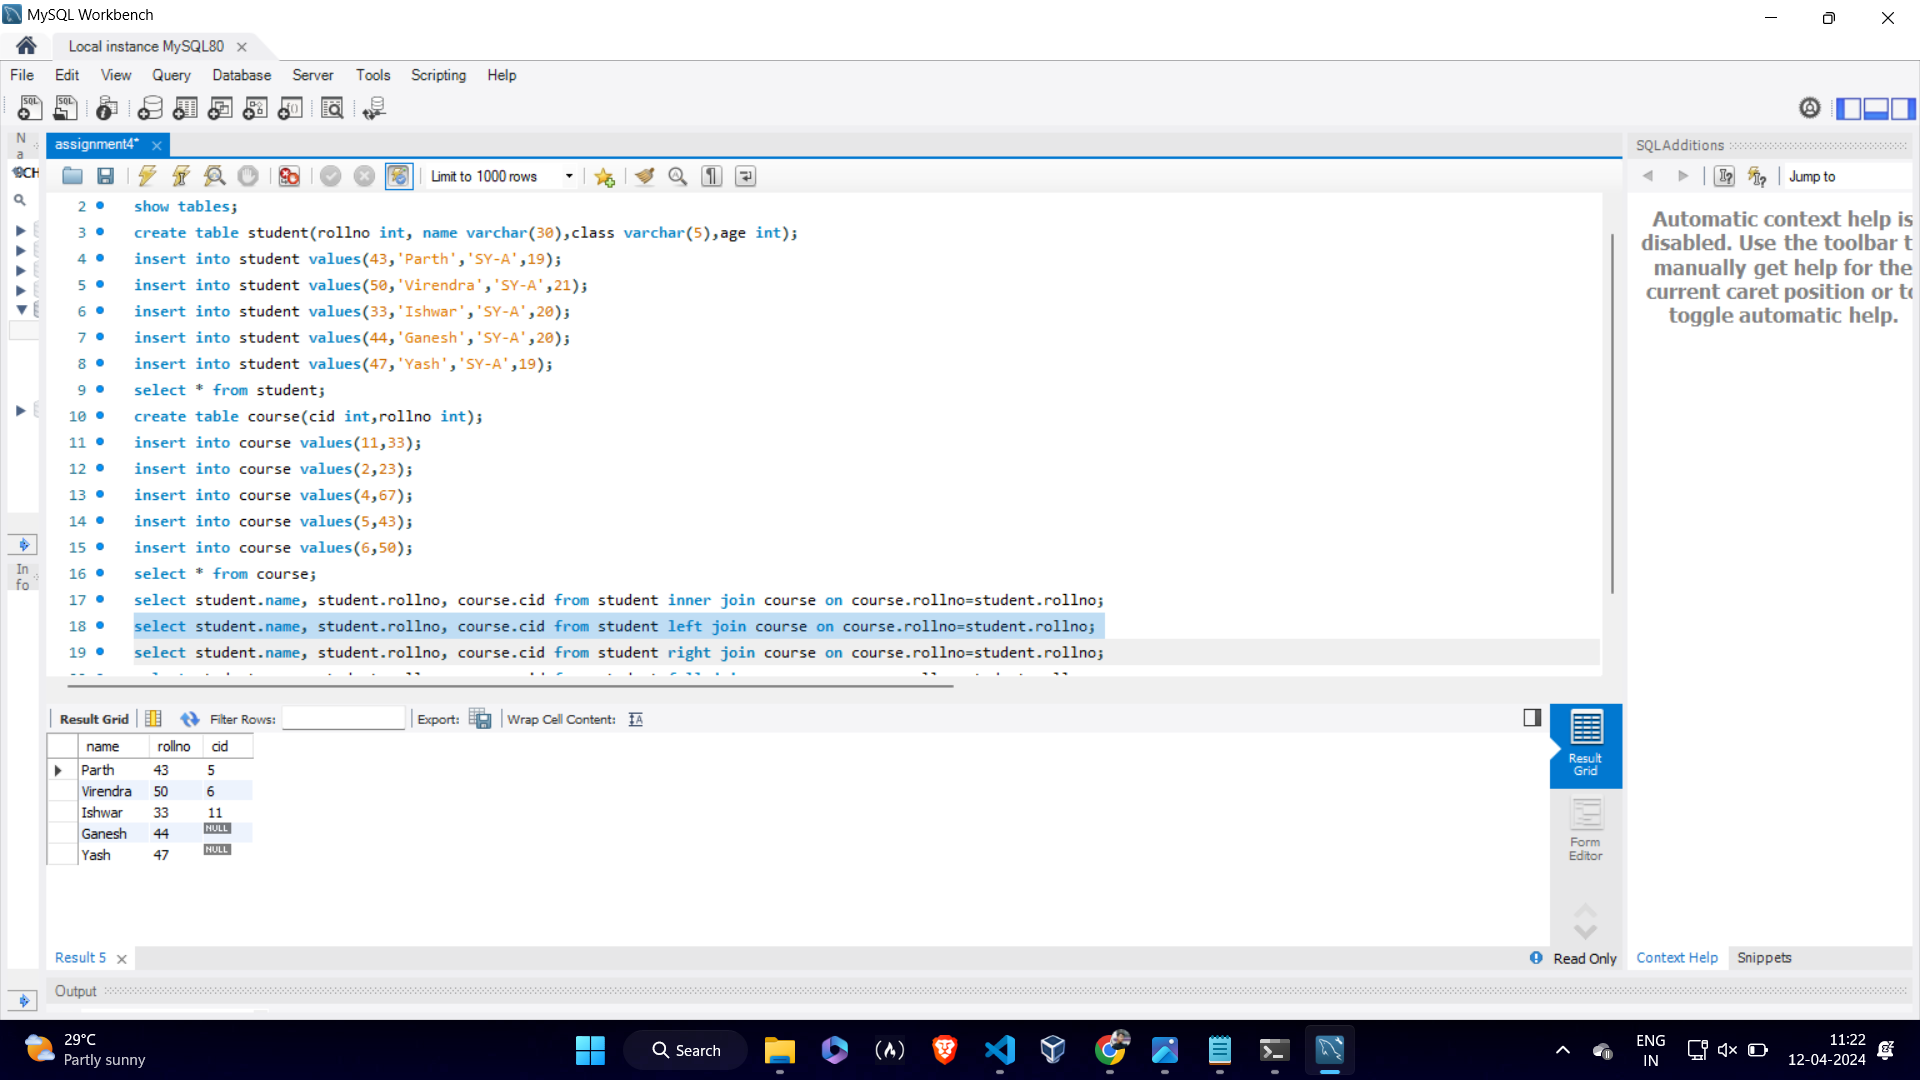 MySQL Workbench
Local instance MySQL80
File Edit View Query Database Server Tools Scripting Help
N
a
assignment4*
SQLAdditions
SCH
Limit to 1000 rows
Jump to
2 show tables;
3 create table student(rollno int, name varchar(30),class varchar(5),age int);
4 insert into student values(43,'Parth','SY-A',19);
5 insert into student values(50,'Virendra','SY-A',21);
6 insert into student values(33,'Ishwar','SY-A',20);
7 insert into student values(44,'Ganesh','SY-A',20);
8 insert into student values(47,'Yash','SY-A',19);
9 select * from student;
10 create table course(cid int,rollno int);
11 insert into course values(11,33);
12 insert into course values(2,23);
13 insert into course values(4,67);
14 insert into course values(5,43);
15 insert into course values(6,50);
16 select * from course;
17 select student.name, student.rollno, course.cid from student inner join course on course.rollno=student.rollno;
18 select student.name, student.rollno, course.cid from student left join course on course.rollno=student.rollno;
19 select student.name, student.rollno, course.cid from student right join course on course.rollno=student.rollno;
In
fo
Automatic context help is
disabled. Use the toolbar t
manually get help for the
current caret position or to
toggle automatic help.
Result Grid Filter Rows: Export: Wrap Cell Content:
name rollno cid
Parth 43 5
Virendra 50 6
Ishwar 33 11
Ganesh 44 NULL
Yash 47 NULL
Result
Grid
Form
Editor
Result 5
Read Only
Context Help Snippets
Output
29°C
Partly sunny
Search
ENG
IN
11:22
12-04-2024